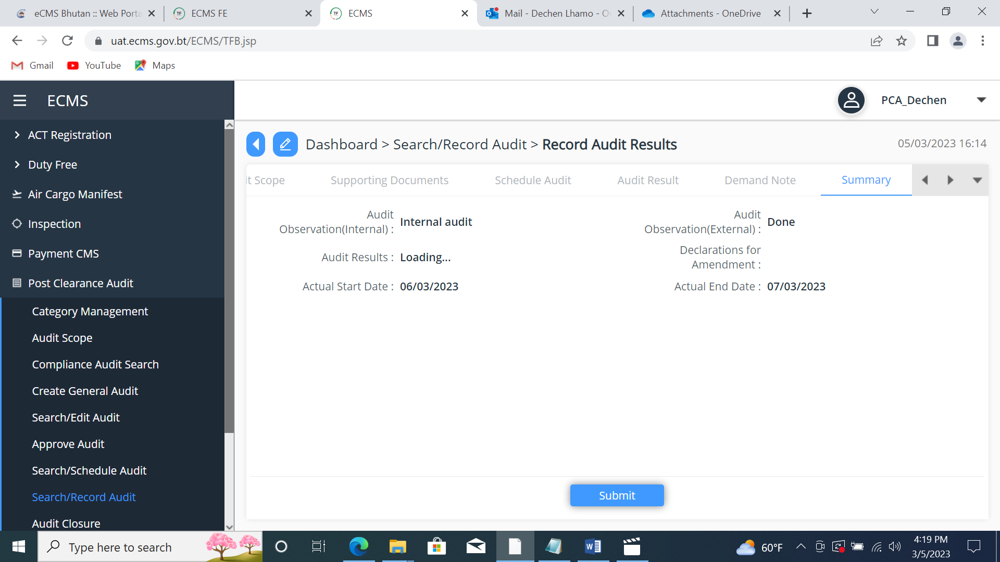 eCMS Bhutan :: Web Porta
ECMS FE
ECMS
Mail - Dechen Lhamo - O
Attachments - OneDrive
uat.ecms.gov.bt/ECMS/TFB.jsp
Gmail
YouTube
Maps
ECMS
PCA_Dechen
ACT Registration
Duty Free
Air Cargo Manifest
Inspection
Payment CMS
Post Clearance Audit
Category Management
Audit Scope
Compliance Audit Search
Create General Audit
Search/Edit Audit
Approve Audit
Search/Schedule Audit
Search/Record Audit
Audit Closure
Dashboard > Search/Record Audit > Record Audit Results
05/03/2023 16:14
it Scope
Supporting Documents
Schedule Audit
Audit Result
Demand Note
Summary
Audit
Observation(Internal) : Internal audit
Audit
Observation(External) : Done
Audit Results : Loading...
Declarations for
Amendment :
Actual Start Date : 06/03/2023
Actual End Date : 07/03/2023
Submit
Type here to search
60°F
4:19 PM
3/5/2023